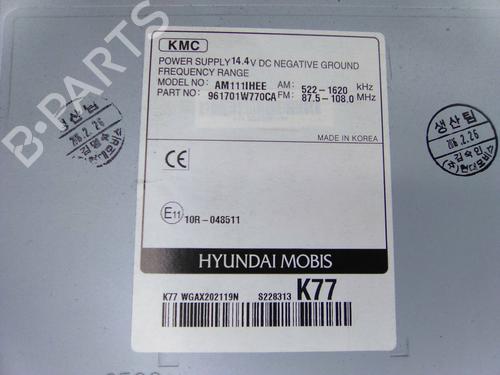 B-PARTS
KMC
POWER SUPPLY 14.4V DC NEGATIVE GROUND
FREQUENCY RANGE
MODEL NO: AM111IHEE AM: 522-1620 kHz
PART NO: 961701W770CA FM: 87.5-108.0 MHz
MADE IN KOREA
CE
E11 10R-048511
HYUNDAI MOBIS
K77 WGAX202119N S228313 K77
생산팀
생산팀